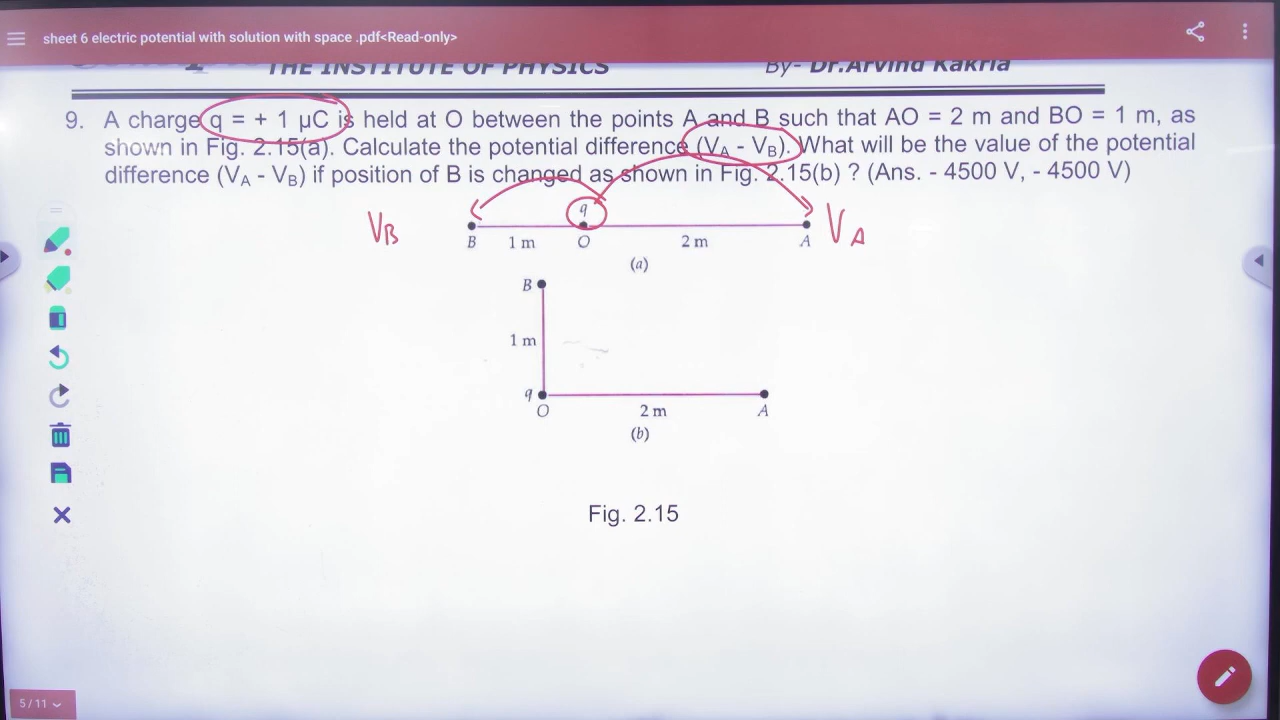 sheet 6 electric potential with solution with space .pdf<Read-only>
THE INSTITUTE OF PHYSICS By- Dr.Arvind Kakria
9. A charge q = + 1 µC is held at O between the points A and B such that AO = 2 m and BO = 1 m, as
shown in Fig. 2.15(a). Calculate the potential difference (VA - VB). What will be the value of the potential
difference (VA - VB) if position of B is changed as shown in Fig. 2.15(b) ? (Ans. - 4500 V, - 4500 V)
VB q VA
B 1 m O 2 m A
(a)
B
1 m
q
O 2 m A
(b)
Fig. 2.15
5 / 11